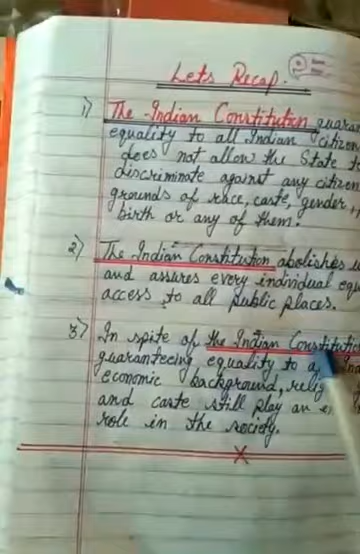 Lets Recap.
1) The Indian Constitution
equality to all Indian
does not allow the State
discriminate against any citizen
grounds of race, caste, gender,
birth or any of them.
2) The Indian Constitution abolishes
and assures every individual
access to all public places.
3) In spite of the Indian
guaranteeing equality to
economic background,
and caste still play an
role in the society.
X